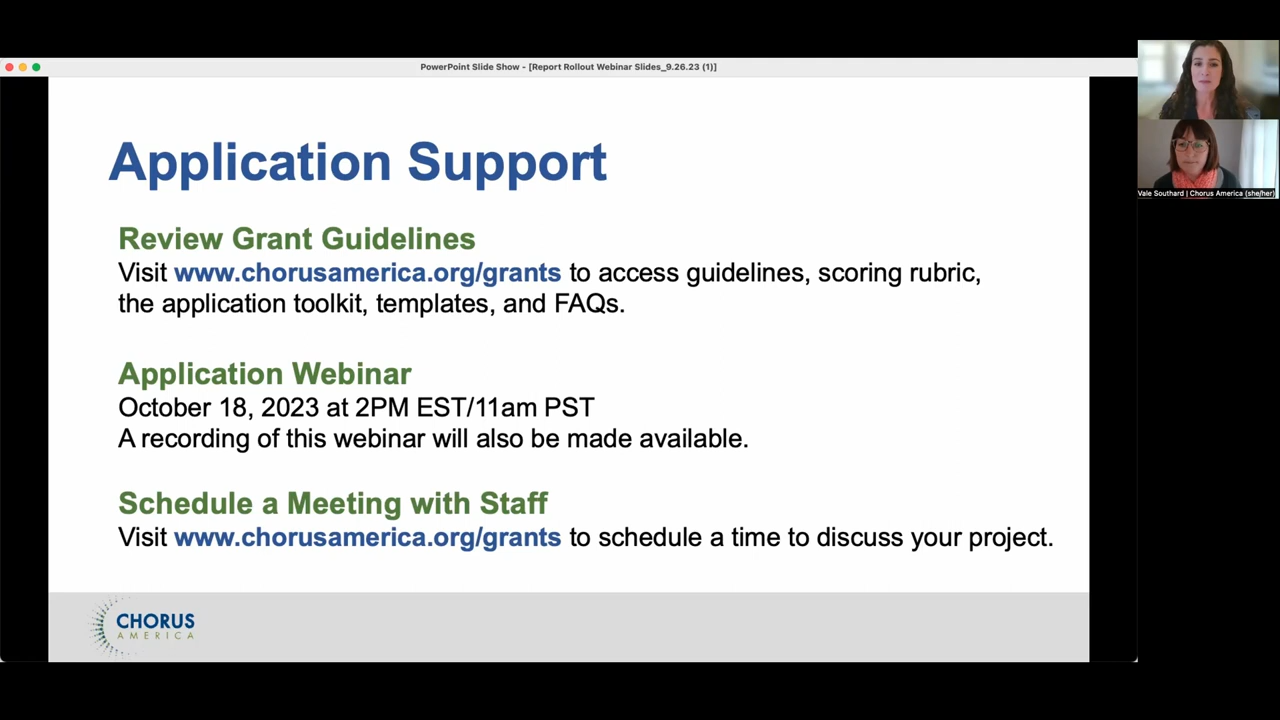 PowerPoint Slide Show - [Report Rollout Webinar Slides_9.26.23 (1)]
Application Support
Review Grant Guidelines
Visit www.chorusamerica.org/grants to access guidelines, scoring rubric,
the application toolkit, templates, and FAQs.
Application Webinar
October 18, 2023 at 2PM EST/11am PST
A recording of this webinar will also be made available.
Schedule a Meeting with Staff
Visit www.chorusamerica.org/grants to schedule a time to discuss your project.
CHORUS
AMERICA
Vale Southard | Chorus America (she/her)